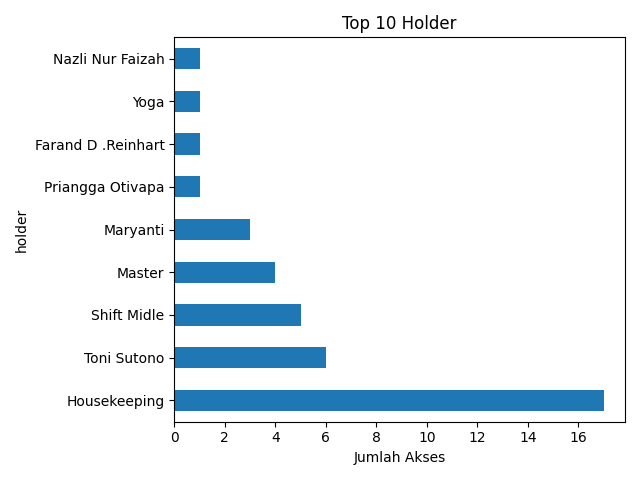 Top 10 Holder
Nazli Nur Faizah
Yoga
Farand D .Reinhart
Priangga Otivapa
Maryanti
Master
Shift Midle
Toni Sutono
Housekeeping
holder
0 2 4 6 8 10 12 14 16
Jumlah Akses